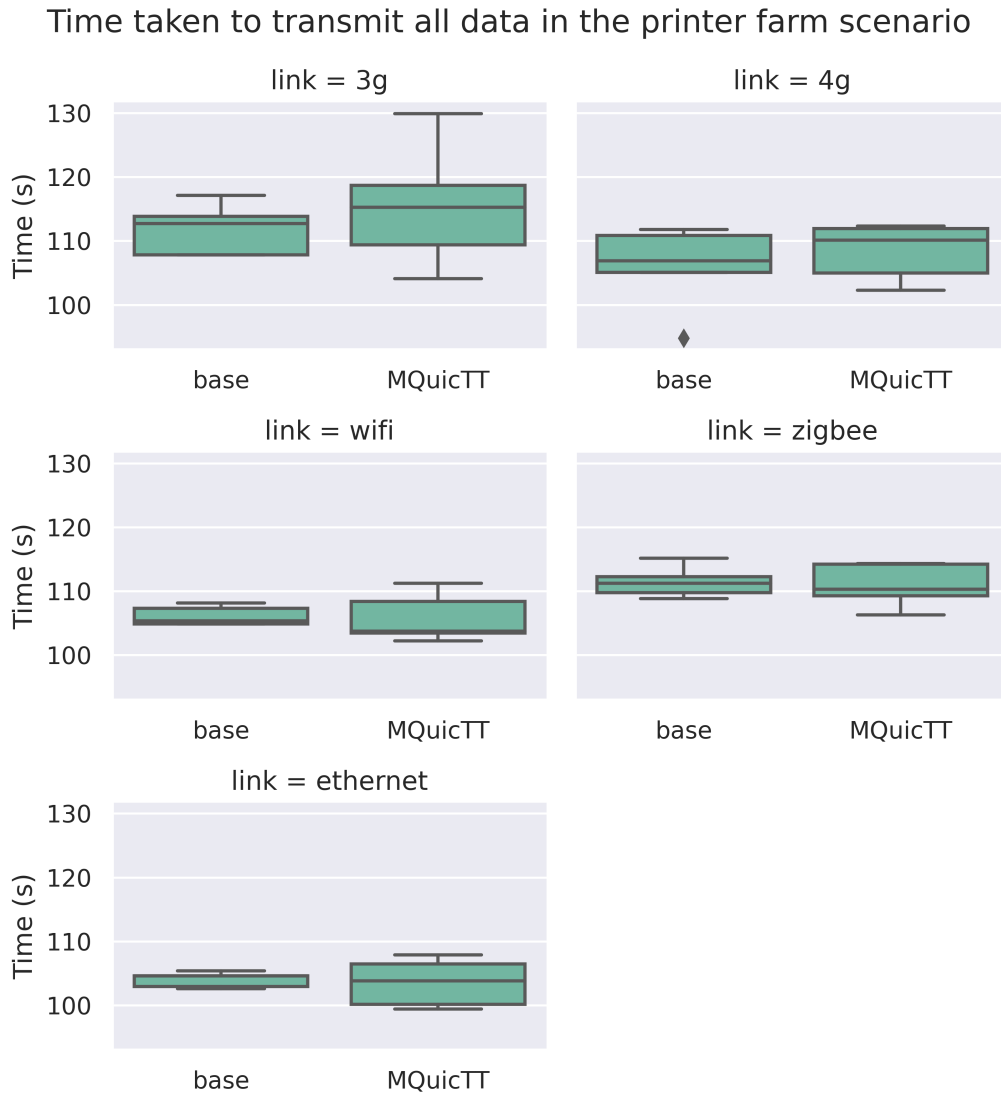 Time taken to transmit all data in the printer farm scenario
link = 3g
link = 4g
130
120
110
100
Time (s)
base
MQuicTT
base
MQuicTT
link = wifi
link = zigbee
130
120
110
100
Time (s)
base
MQuicTT
base
MQuicTT
link = ethernet
130
120
110
100
Time (s)
base
MQuicTT